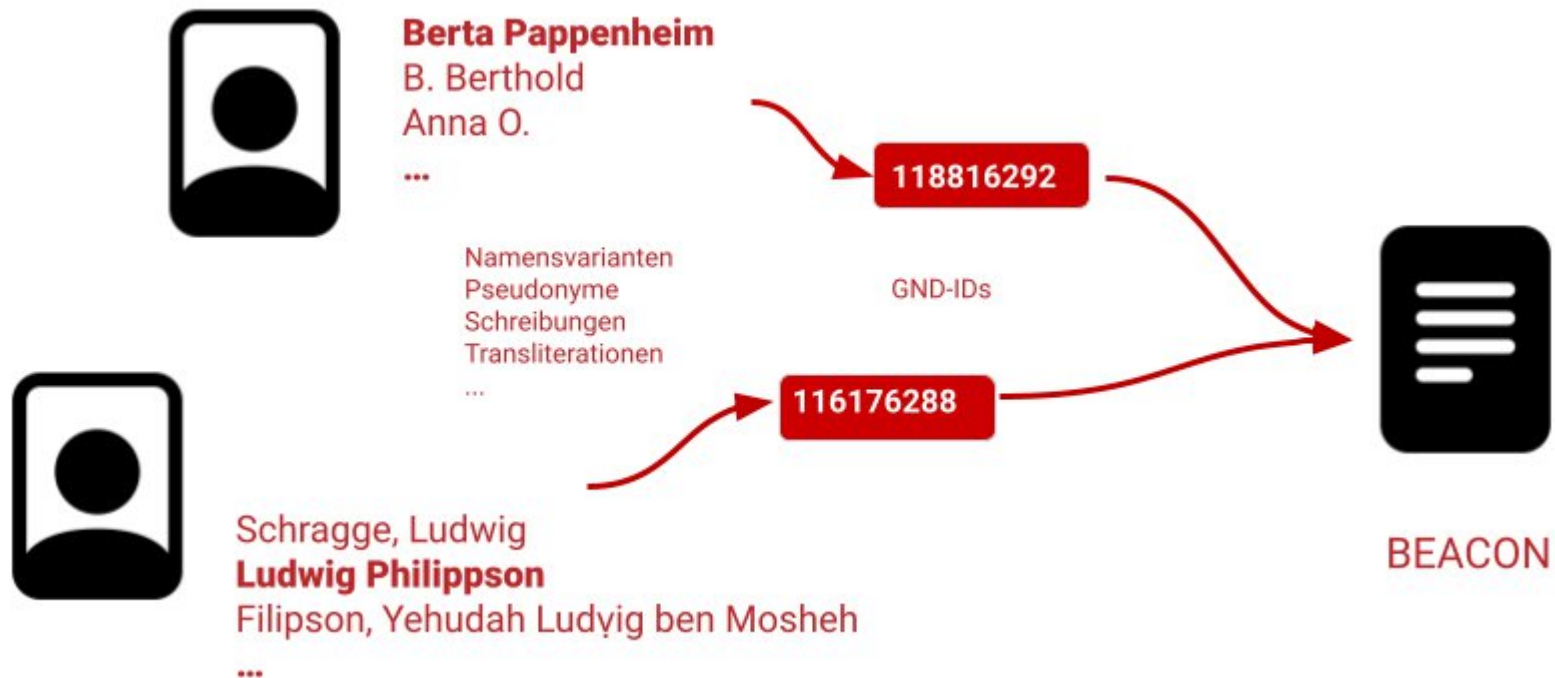 Berta Pappenheim
B. Berthold
Anna O.
...
118816292
Namensvarianten
Pseudonyme
Schreibungen
Transliterationen
...
GND-IDs
116176288
Schragge, Ludwig
Ludwig Philippson
Filipson, Yehudah Ludṿig ben Mosheh
...
BEACON